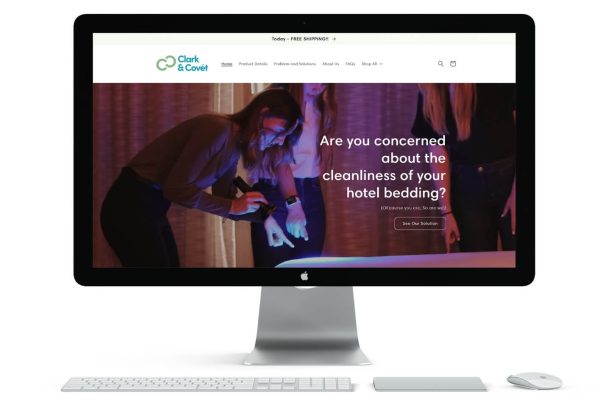 Today - FREE SHIPPING!! →
Clark
& Covét
Home Product Details Problem and Solutions About Us FAQs Shop All
Are you concerned
about the
cleanliness of your
hotel bedding?
(Of course you are, So are we)
See Our Solution